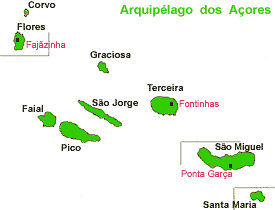 Corvo
Arquipélago dos Açores
Flores
Fajãzinha
Graciosa
Terceira
Fontinhas
São Jorge
Faial
Pico
São Miguel
Ponta Garça
Santa Maria